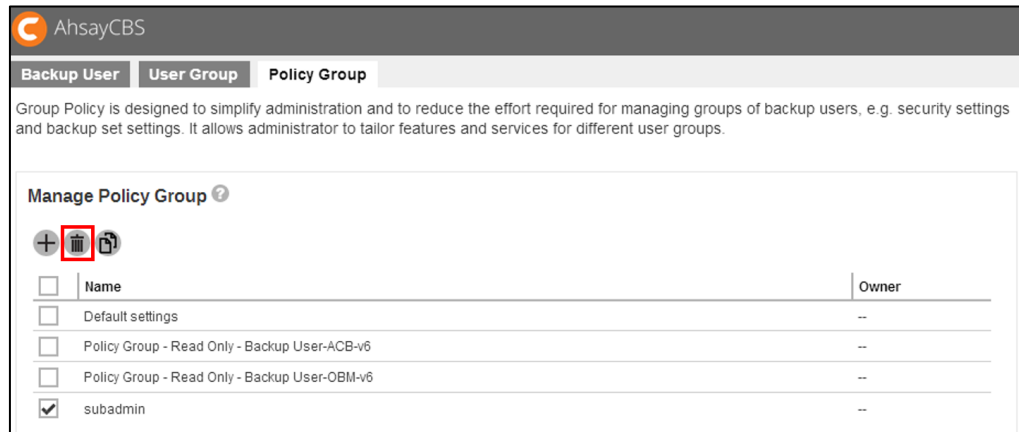 AhsayCBS
Backup User User Group Policy Group
Group Policy is designed to simplify administration and to reduce the effort required for managing groups of backup users, e.g. security settings
and backup set settings. It allows administrator to tailor features and services for different user groups.
Manage Policy Group ?
Name Owner
Default settings --
Policy Group - Read Only - Backup User-ACB-v6 --
Policy Group - Read Only - Backup User-OBM-v6 --
subadmin --